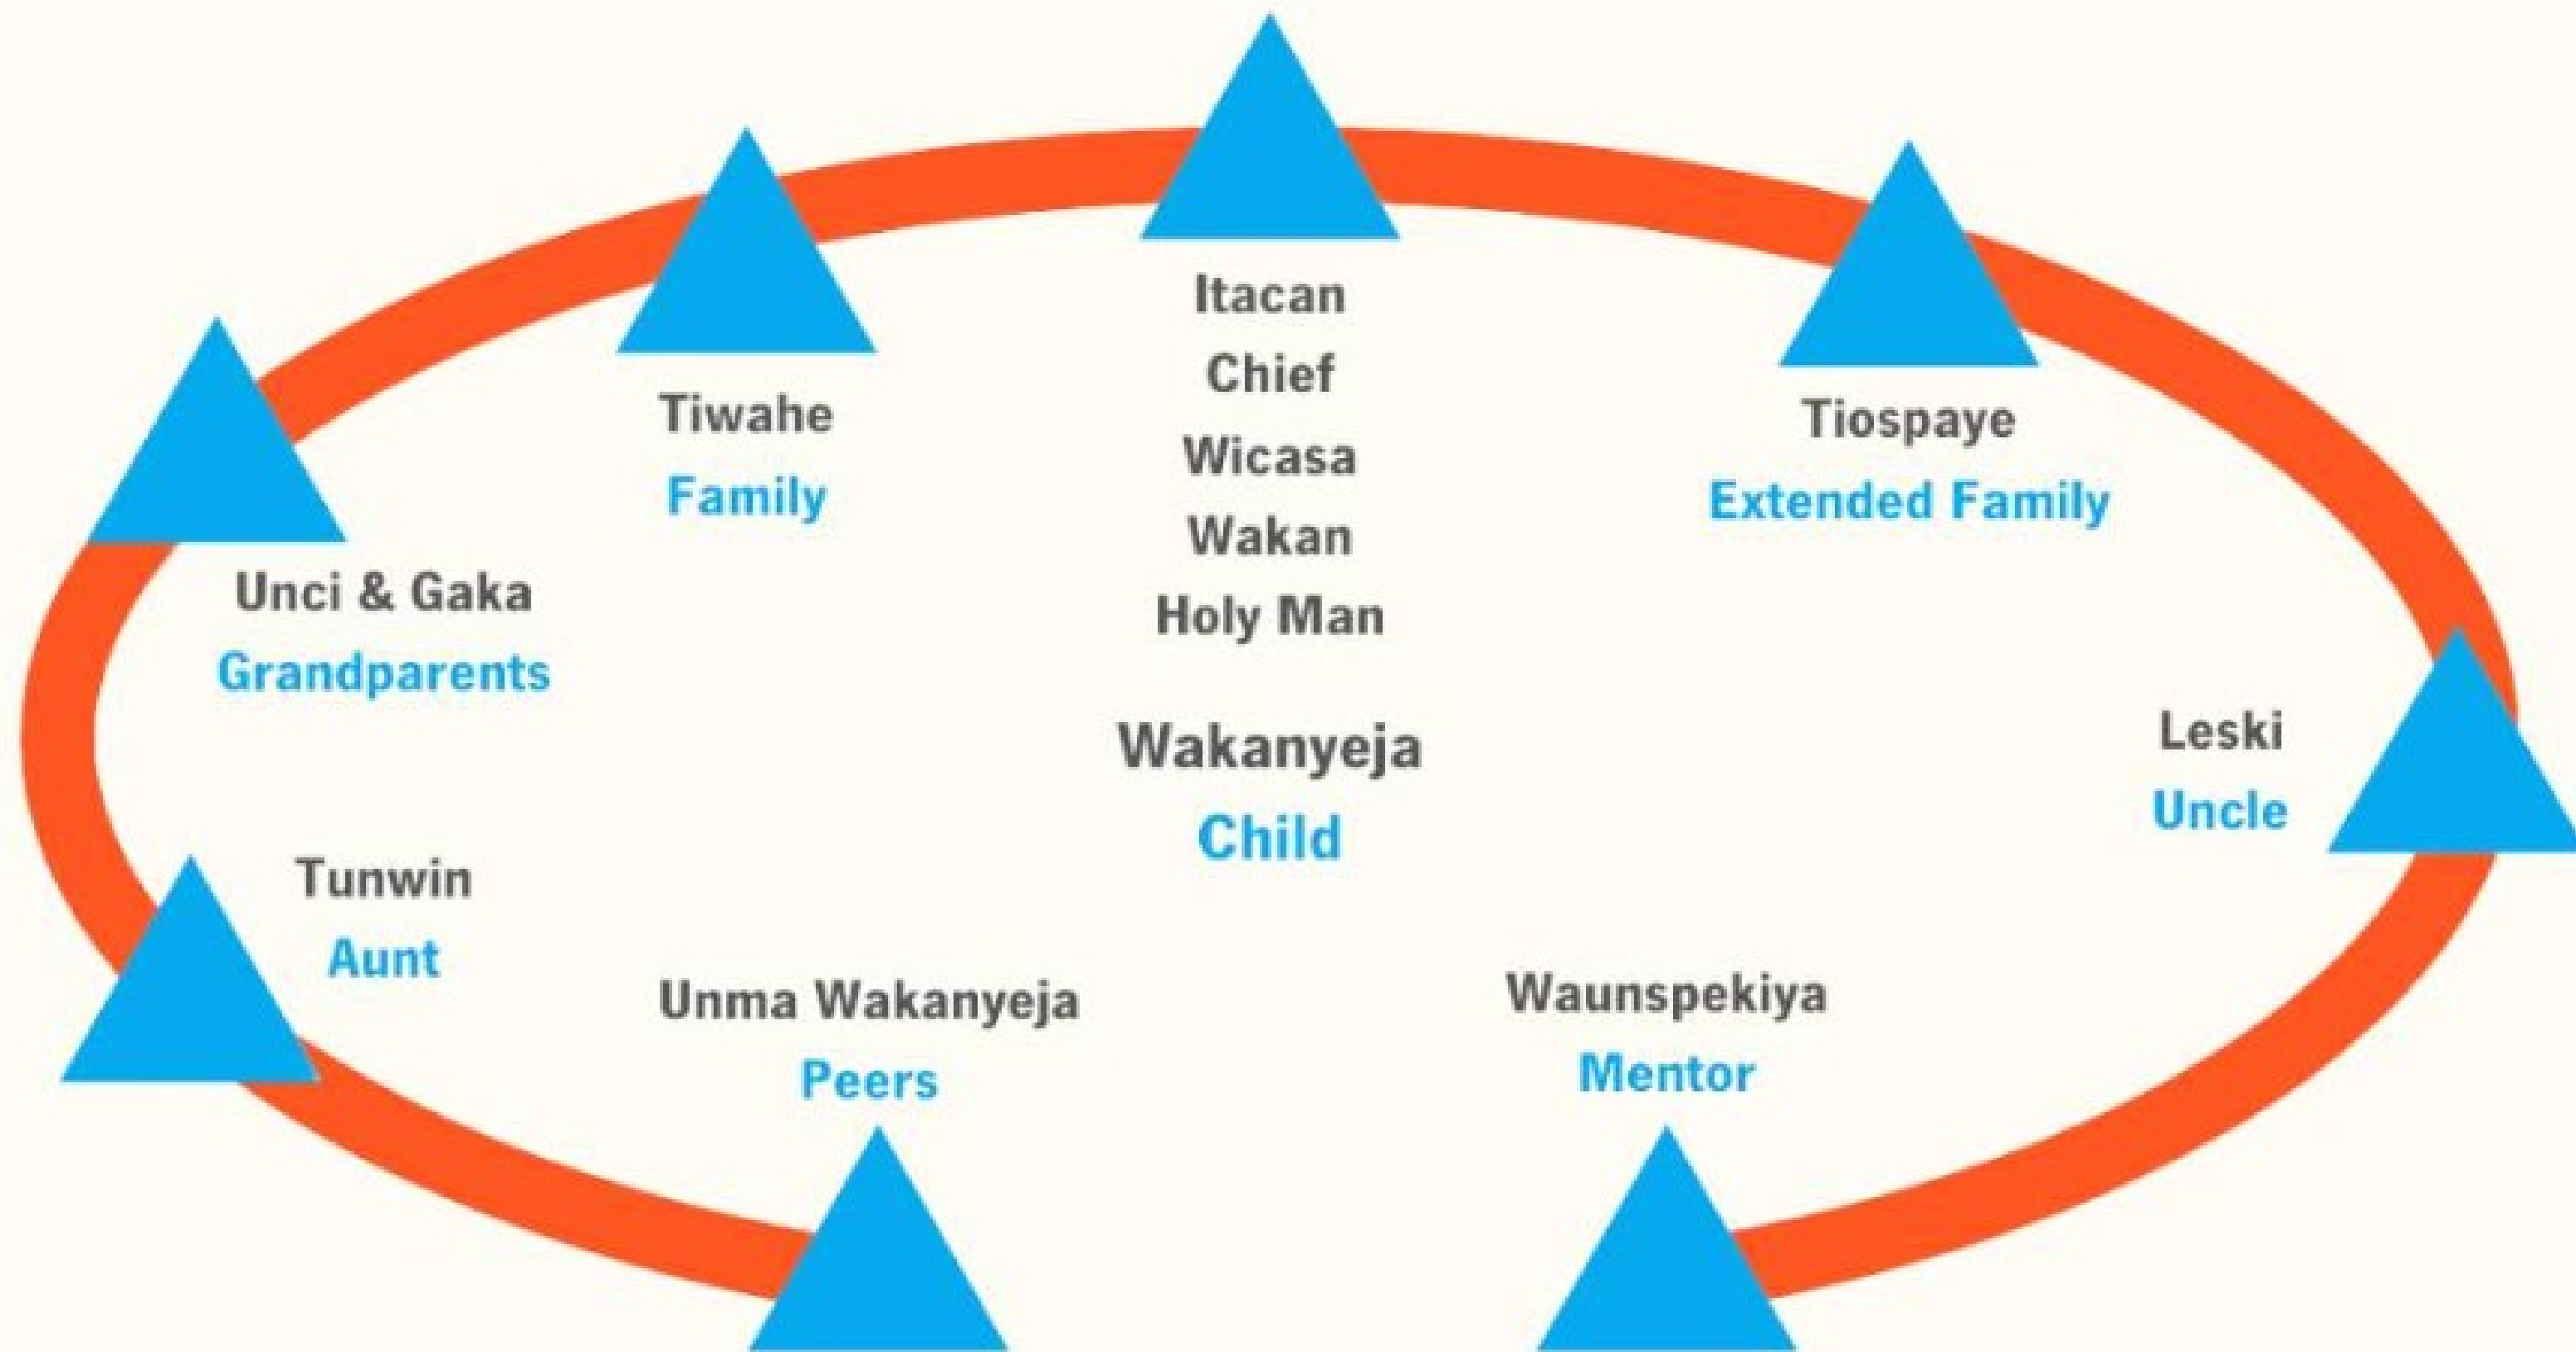 Itacan
Chief
Wicasa
Wakan
Holy Man
Tiwahe
Family
Tiospaye
Extended Family
Unci & Gaka
Grandparents
Wakanyeja
Child
Leski
Uncle
Tunwin
Aunt
Unma Wakanyeja
Peers
Waunspekiya
Mentor